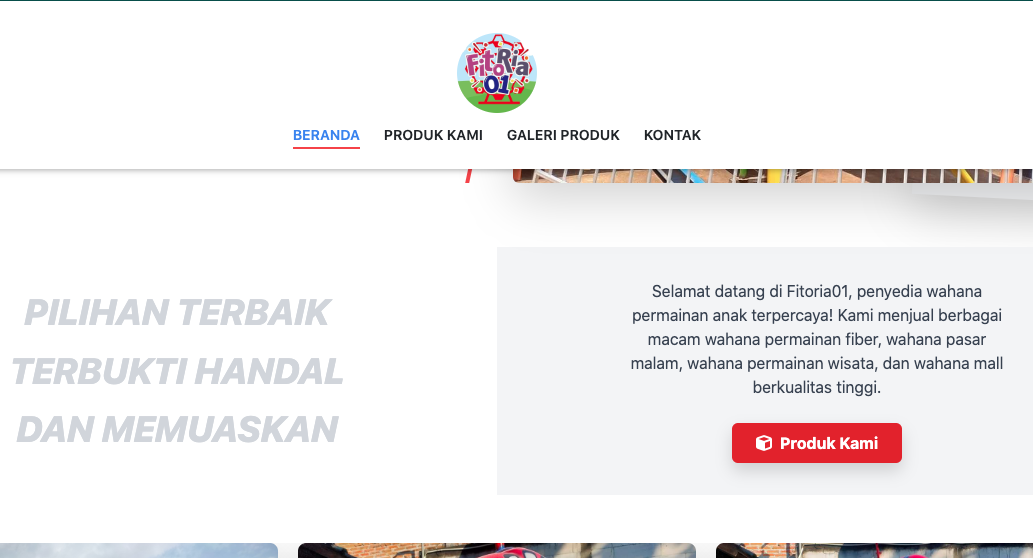 FitoRia
01
BERANDA PRODUK KAMI GALERI PRODUK KONTAK
PILIHAN TERBAIK
TERBUKTI HANDAL
DAN MEMUASKAN
Selamat datang di Fitoria01, penyedia wahana
permainan anak terpercaya! Kami menjual berbagai
macam wahana permainan fiber, wahana pasar
malam, wahana permainan wisata, dan wahana mall
berkualitas tinggi.
Produk Kami